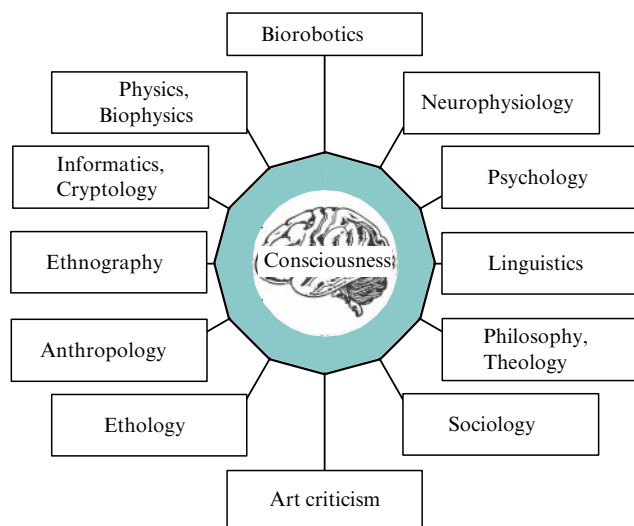 Biorobotics
Physics,
Biophysics
Neurophysiology
Informatics,
Cryptology
Psychology
Ethnography
Consciousness
Linguistics
Anthropology
Philosophy,
Theology
Ethology
Sociology
Art criticism